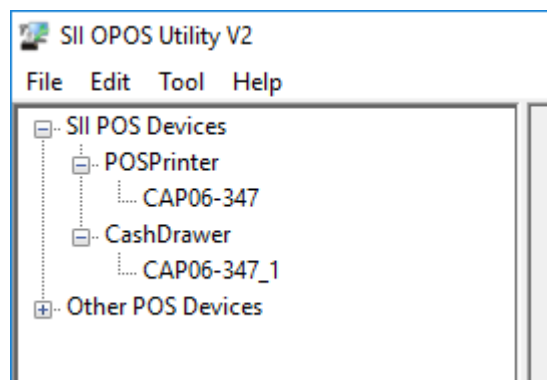 SII OPOS Utility V2
File Edit Tool Help
SII POS Devices
POSPrinter
CAP06-347
CashDrawer
CAP06-347_1
Other POS Devices